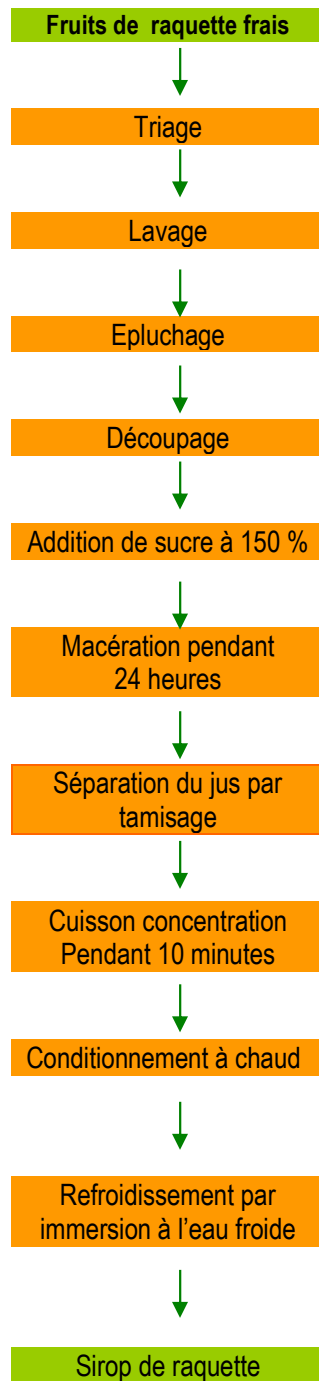 Fruits de raquette frais
Triage
Lavage
Epluchage
Découpage
Addition de sucre à 150 %
Macération pendant
24 heures
Séparation du jus par
tamisage
Cuisson concentration
Pendant 10 minutes
Conditionnement à chaud
Refroidissement par
immersion à l’eau froide
Sirop de raquette